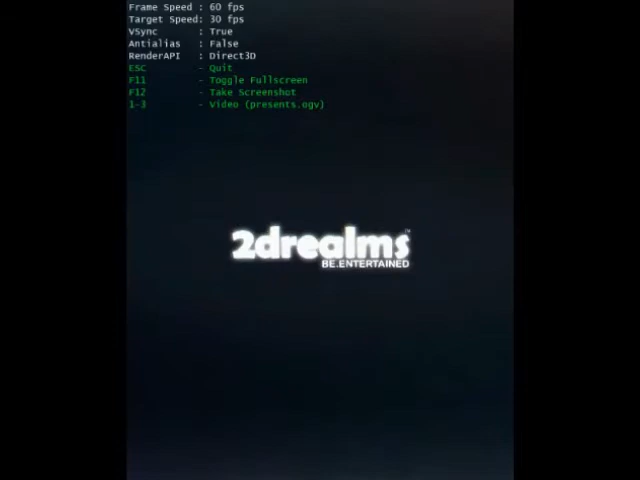 Frame Speed : 60 fps
Target Speed: 30 fps
VSync : True
Antialias : False
RenderAPI : Direct3D
ESC - Quit
F11 - Toggle Fullscreen
F12 - Take Screenshot
1-3 - Video (presents.ogv)
2drealms™
BE.ENTERTAINED